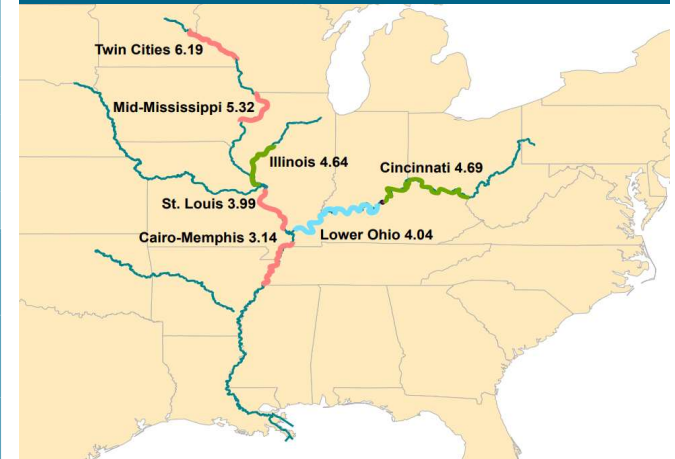 Twin Cities 6.19
Mid-Mississippi 5.32
Illinois 4.64
Cincinnati 4.69
St. Louis 3.99
Cairo-Memphis 3.14
Lower Ohio 4.04